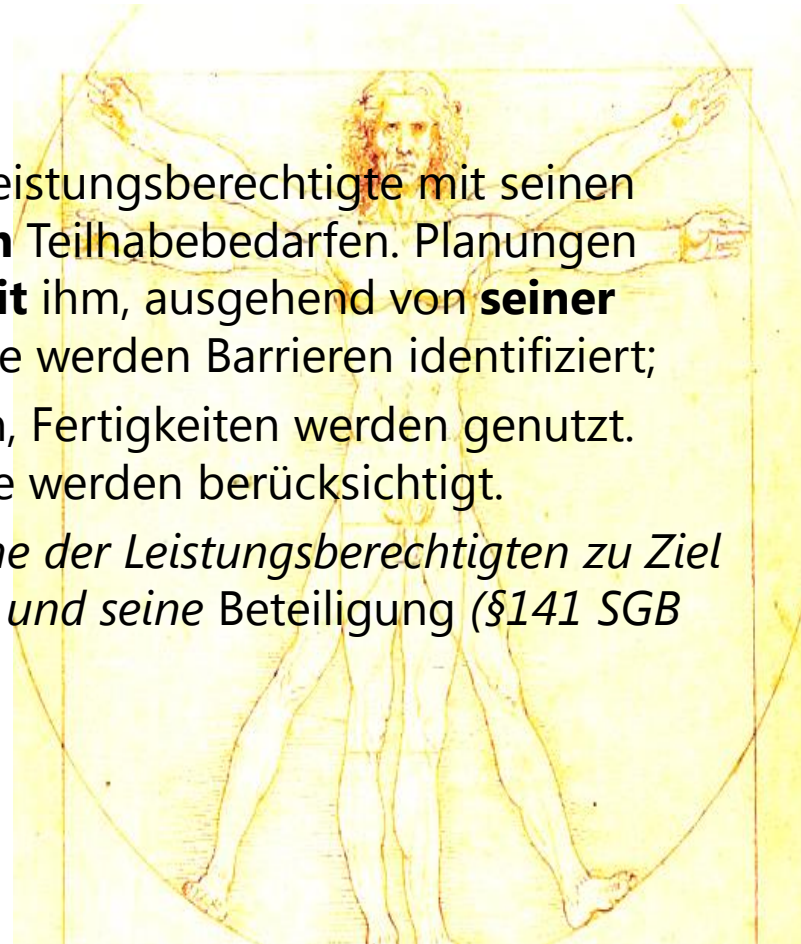 eistungsberechtigte mit seinen
n Teilhabebedarfen. Planungen
it ihm, ausgehend von seiner
e werden Barrieren identifiziert;
n, Fertigkeiten werden genutzt.
e werden berücksichtigt.
ne der Leistungsberechtigten zu Ziel
und seine Beteiligung (§141 SGB